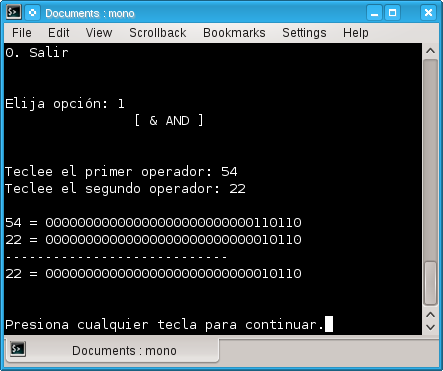 Documents : mono
File Edit View Scrollback Bookmarks Settings Help
0. Salir
Elija opción: 1
[ & AND ]
Teclee el primer operador: 54
Teclee el segundo operador: 22
54 = 00000000000000000000000000110110
22 = 00000000000000000000000000010110
----------------------------
22 = 00000000000000000000000000010110
Presiona cualquier tecla para continuar.
Documents : mono